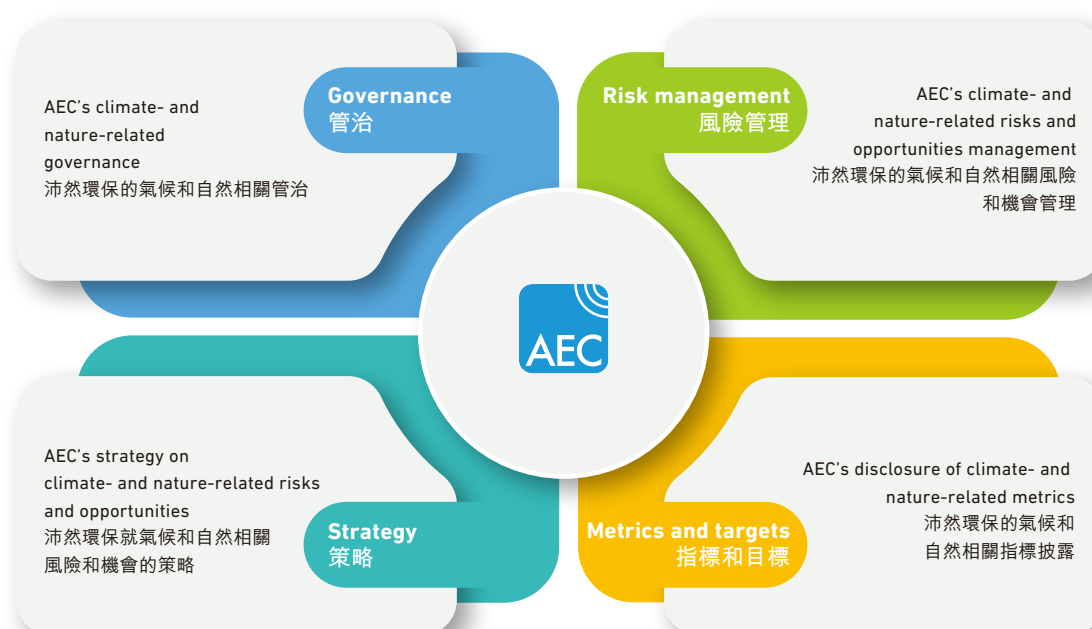 AEC's climate- and
nature-related
governance
沛然環保的氣候和自然相關管治
Governance
管治
Risk management
風險管理
AEC's climate- and
nature-related risks and
opportunities management
沛然環保的氣候和自然相關風險
和機會管理
AEC
AEC's strategy on
climate- and nature-related risks
and opportunities
沛然環保就氣候和自然相關
風險和機會的策略
Strategy
策略
Metrics and targets
指標和目標
AEC's disclosure of climate- and
nature-related metrics
沛然環保的氣候和
自然相關指標披露